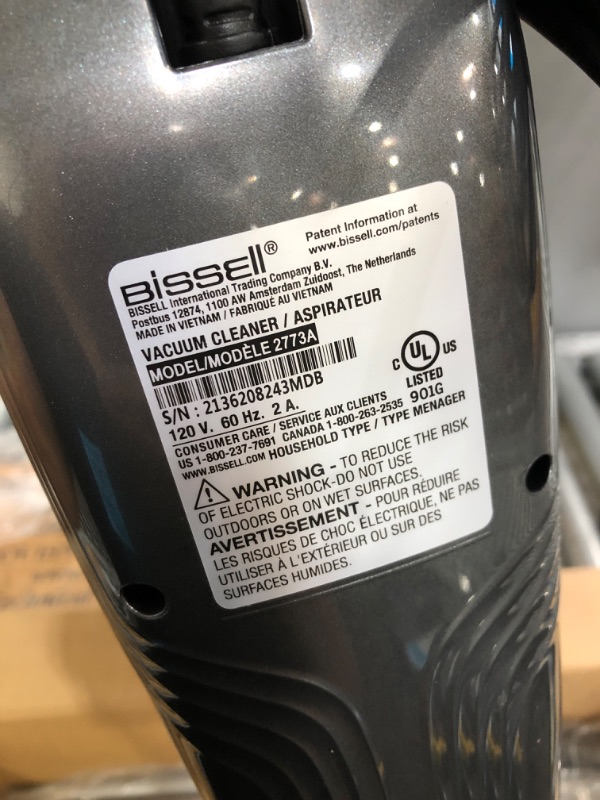 BISSELL®
Patent Information at
www.bissell.com/patents
BISSELL International Trading Company B.V.
Postbus 12874, 1100 AW Amsterdam Zuidoost, The Netherlands
MADE IN VIETNAM / FABRIQUÉ AU VIETNAM
VACUUM CLEANER / ASPIRATEUR
MODEL/MODÈLE 2773A
S/N : 2136208243MDB
120 V. 60 Hz. 2 A.
C UL US
LISTED
901G
CONSUMER CARE / SERVICE AUX CLIENTS
US 1-800-237-7691 CANADA 1-800-263-2535
WWW.BISSELL.COM HOUSEHOLD TYPE / TYPE MENAGER
WARNING - TO REDUCE THE RISK
OF ELECTRIC SHOCK-DO NOT USE
OUTDOORS OR ON WET SURFACES.
AVERTISSEMENT - POUR RÉDUIRE
LES RISQUES DE CHOC ÉLECTRIQUE, NE PAS
UTILISER À L'EXTÉRIEUR OU SUR DES
SURFACES HUMIDES.